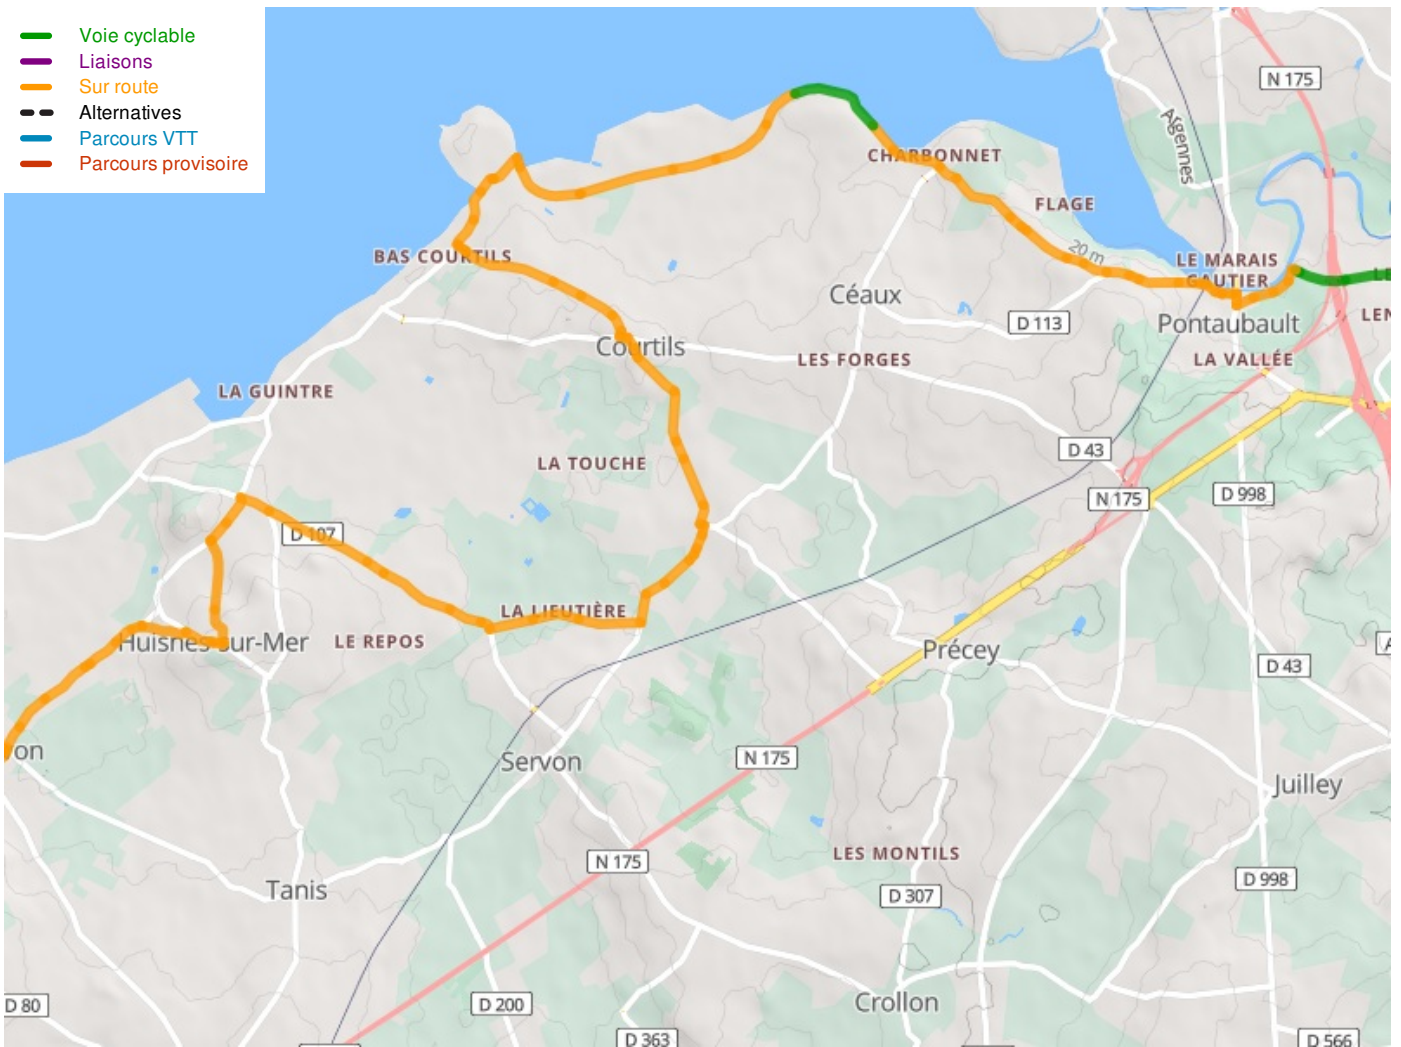 Voie cyclable
Liaisons
Sur route
Alternatives
Parcours VTT
Parcours provisoire
N 175
Argennes
CHARBONNET
FLAGE
20 m
BAS COURTILS
LE MARAIS
GAUTIER
LE
Céaux
D 113
Pontaubault
LEN
Courtils
LES FORGES
LA VALLÉE
LA GUINTRE
D 43
LA TOUCHE
N 175
D 998
D 107
LA LIEUTIÈRE
Huisnes-sur-Mer
LE REPOS
Précey
D 43
on
Servon
N 175
Juilley
N 175
LES MONTILS
Tanis
D 307
D 998
D 80
D 200
Crollon
D 363
D 566